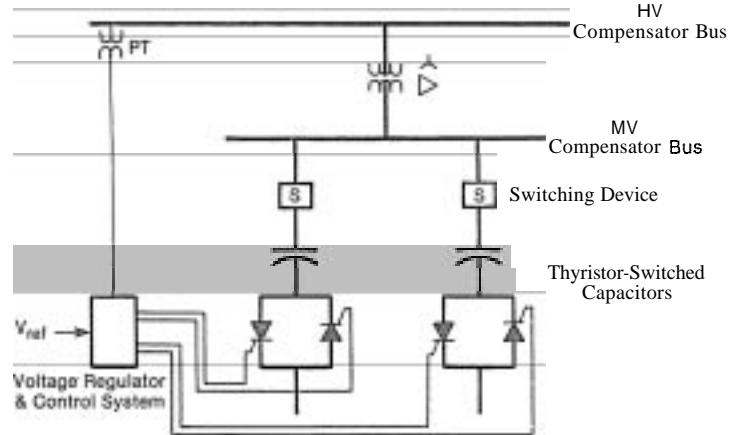 HV
Compensator Bus
PT
MV
Compensator Bus
S
S
Switching Device
Thyristor-Switched
Capacitors
Vref
Voltage Regulator
& Control System